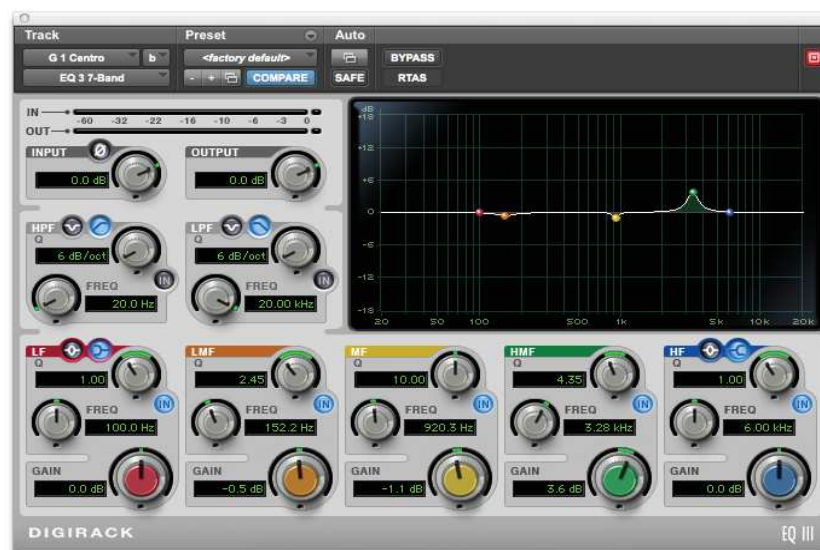 Track Preset Auto
G 1 Centro b <factory default> BYPASS
EQ 3 7-Band - + COMPARE SAFE RTAS
IN
-60 -32 -22 -16 -10 -6 -3 0
OUT
INPUT Ø OUTPUT
0.0 dB 0.0 dB
HPF LPF
Q Q
6 dB/oct 6 dB/oct
IN IN
FREQ FREQ
20.0 Hz 20.00 kHz
dB
+18
+12
+6
0
-6
-12
-18
20 50 100 500 1k 5k 10k 20k
LF LMF MF HMF HF
Q Q Q Q Q
1.00 2.45 10.00 4.35 1.00
IN IN IN IN IN
FREQ FREQ FREQ FREQ FREQ
100.0 Hz 152.2 Hz 920.3 Hz 3.28 kHz 6.00 kHz
GAIN GAIN GAIN GAIN GAIN
0.0 dB -0.5 dB -1.1 dB 3.6 dB 0.0 dB
DIGIRACK EQ III